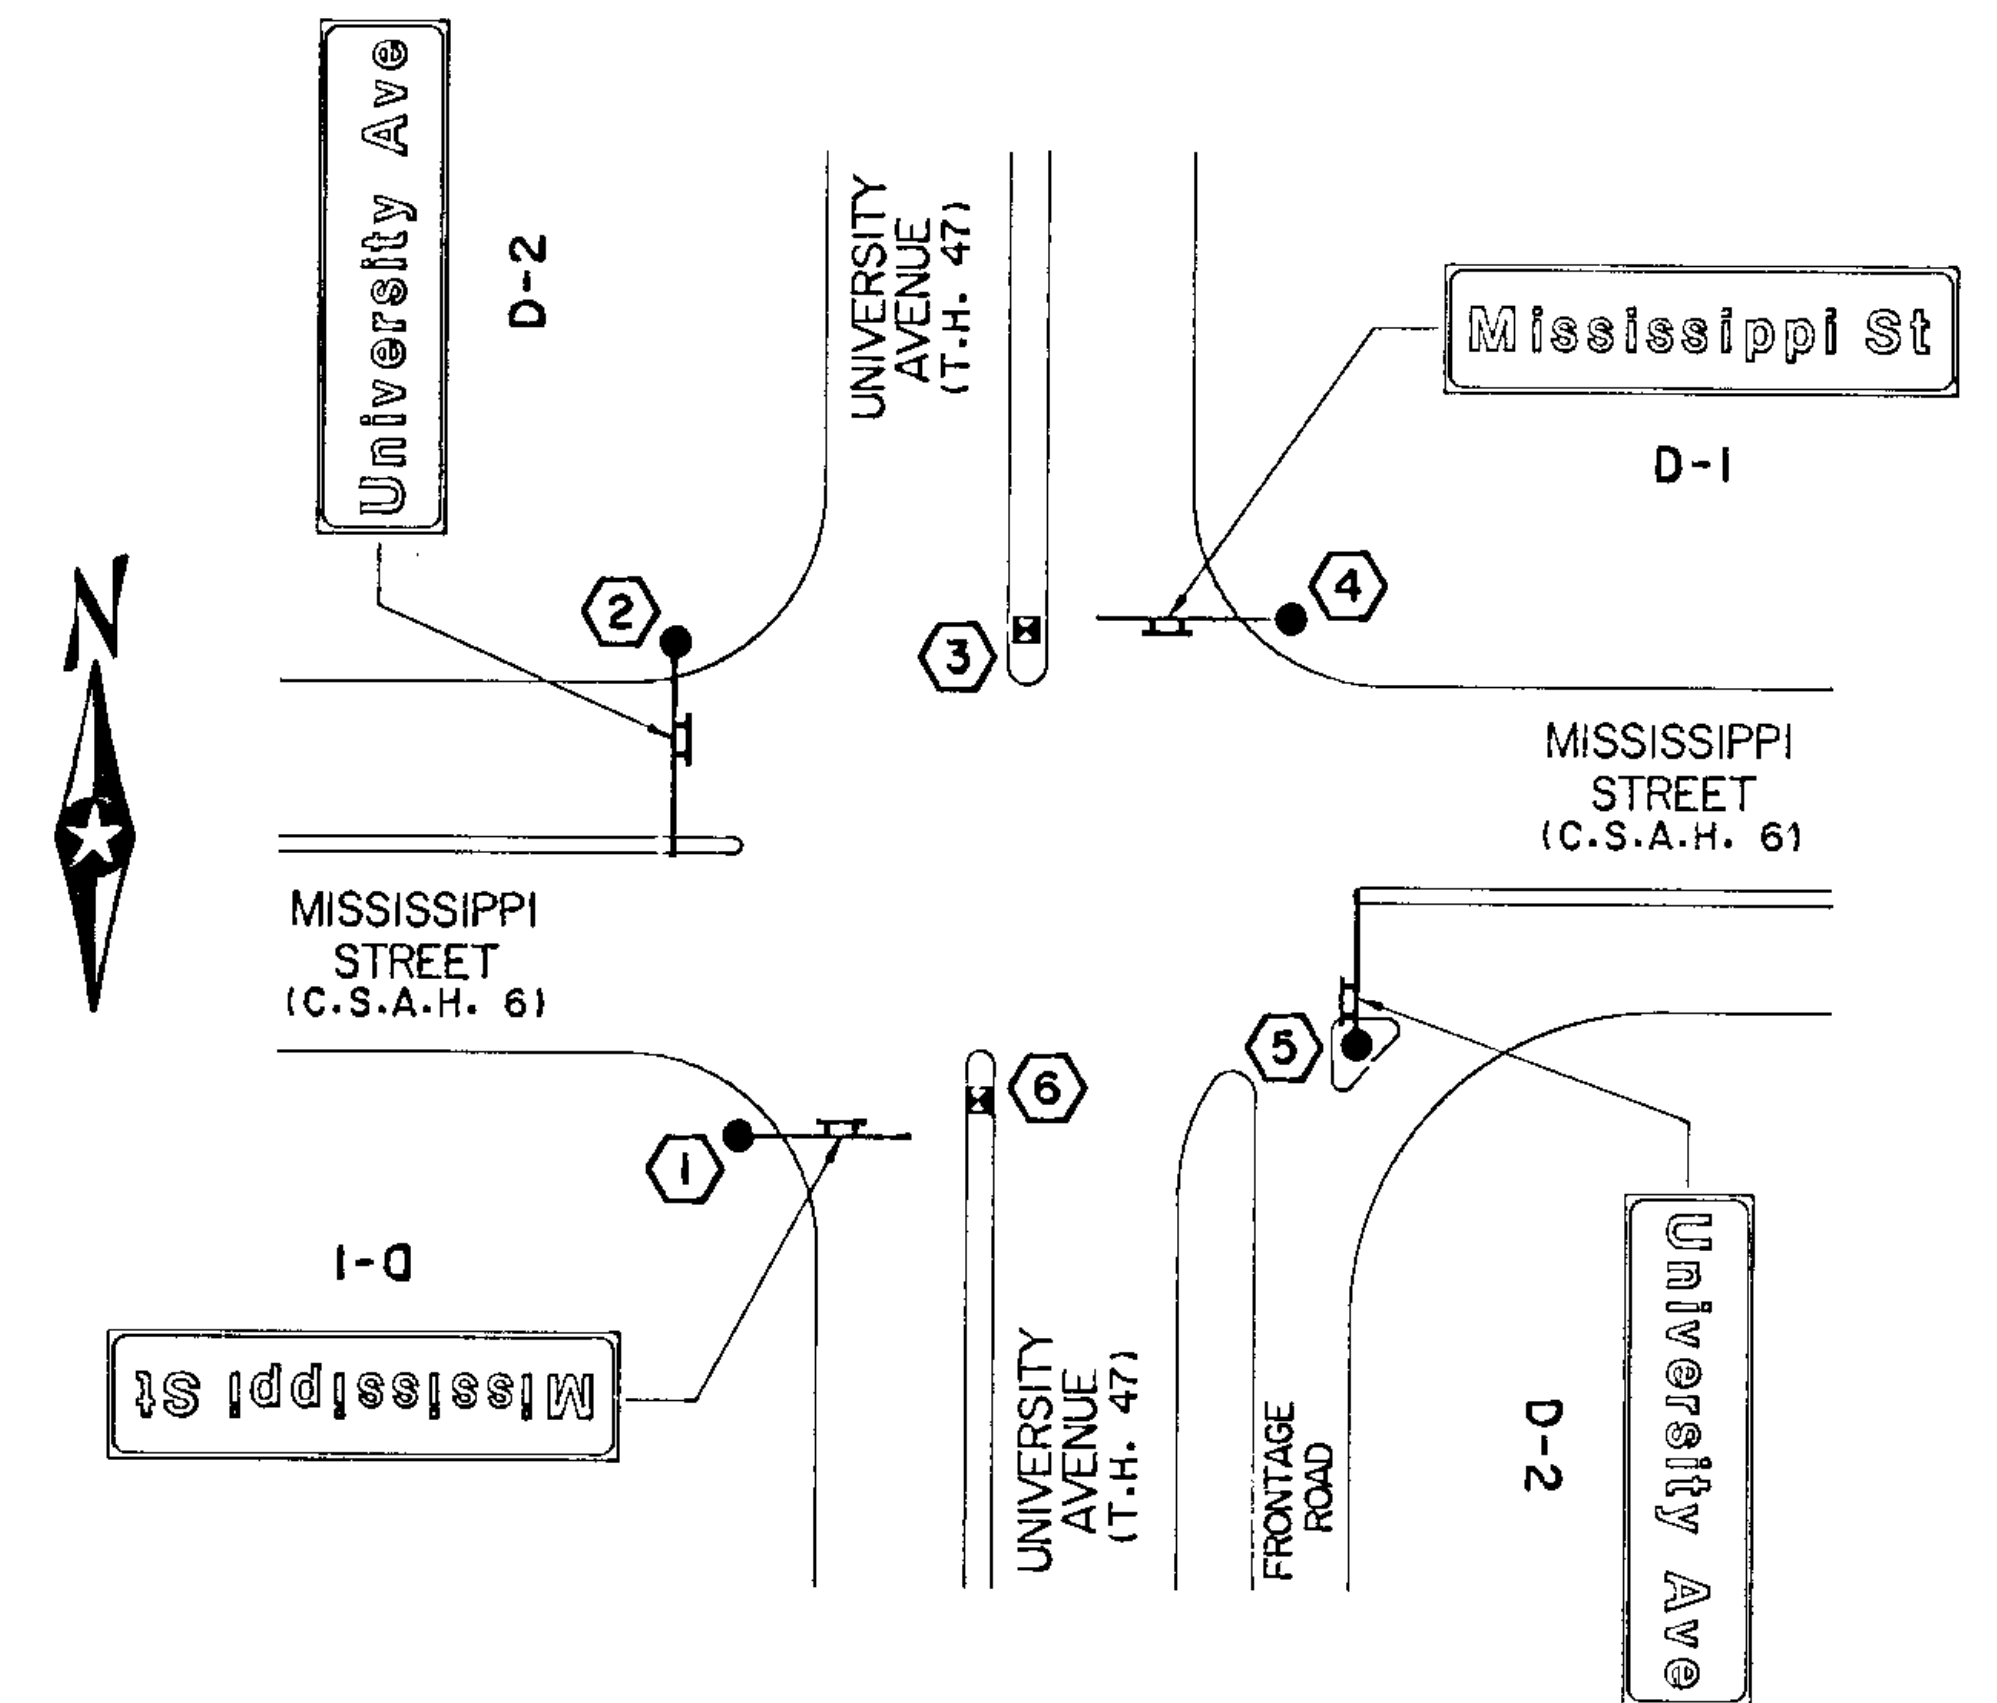 University Ave
D-2
UNIVERSITY
AVENUE
(T.H. 47)
Mississippi St
D-1
N
2
3
4
MISSISSIPPI
STREET
(C.S.A.H. 6)
MISSISSIPPI
STREET
(C.S.A.H. 6)
1
6
5
D-1
Mississippi St
UNIVERSITY
AVENUE
(T.H. 47)
FRONTAGE
ROAD
D-2
University Ave